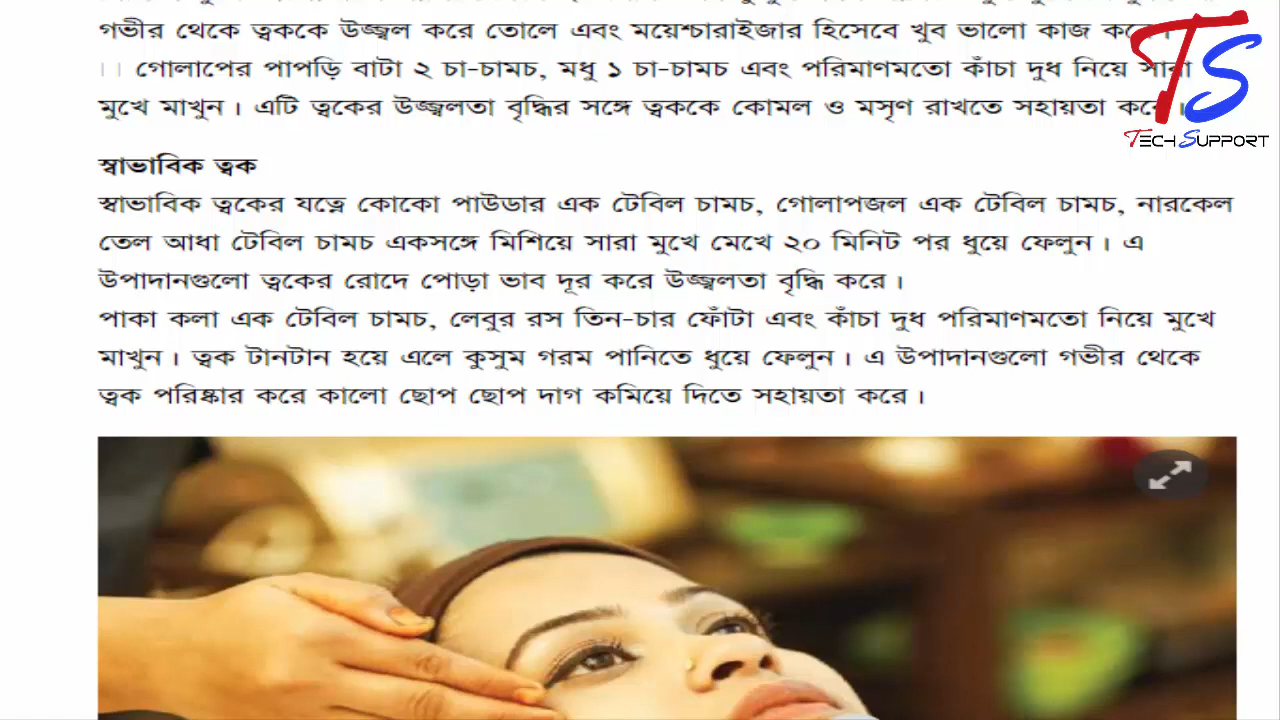 গভীর থেকে ত্বককে উজ্জ্বল করে তোলে এবং ময়েশ্চারাইজার হিসেবে খুব ভালো কাজ করে।
গোলাপের পাপড়ি বাটা ২ চা-চামচ, মধু ১ চা-চামচ এবং পরিমাণমতো কাঁচা দুধ নিয়ে সারা
মুখে মাখুন। এটি ত্বকের উজ্জ্বলতা বৃদ্ধির সঙ্গে ত্বককে কোমল ও মসৃণ রাখতে সহায়তা করে।
স্বাভাবিক ত্বক
স্বাভাবিক ত্বকের যত্নে কোকো পাউডার এক টেবিল চামচ, গোলাপজল এক টেবিল চামচ, নারকেল
তেল আধা টেবিল চামচ একসঙ্গে মিশিয়ে সারা মুখে মেখে ২০ মিনিট পর ধুয়ে ফেলুন। এ
উপাদানগুলো ত্বকের রোদে পোড়া ভাব দূর করে উজ্জ্বলতা বৃদ্ধি করে।
পাকা কলা এক টেবিল চামচ, লেবুর রস তিন-চার ফোঁটা এবং কাঁচা দুধ পরিমাণমতো নিয়ে মুখে
মাখুন। ত্বক টানটান হয়ে এলে কুসুম গরম পানিতে ধুয়ে ফেলুন। এ উপাদানগুলো গভীর থেকে
ত্বক পরিষ্কার করে কালো ছোপ ছোপ দাগ কমিয়ে দিতে সহায়তা করে।
TS
TECH SUPPORT